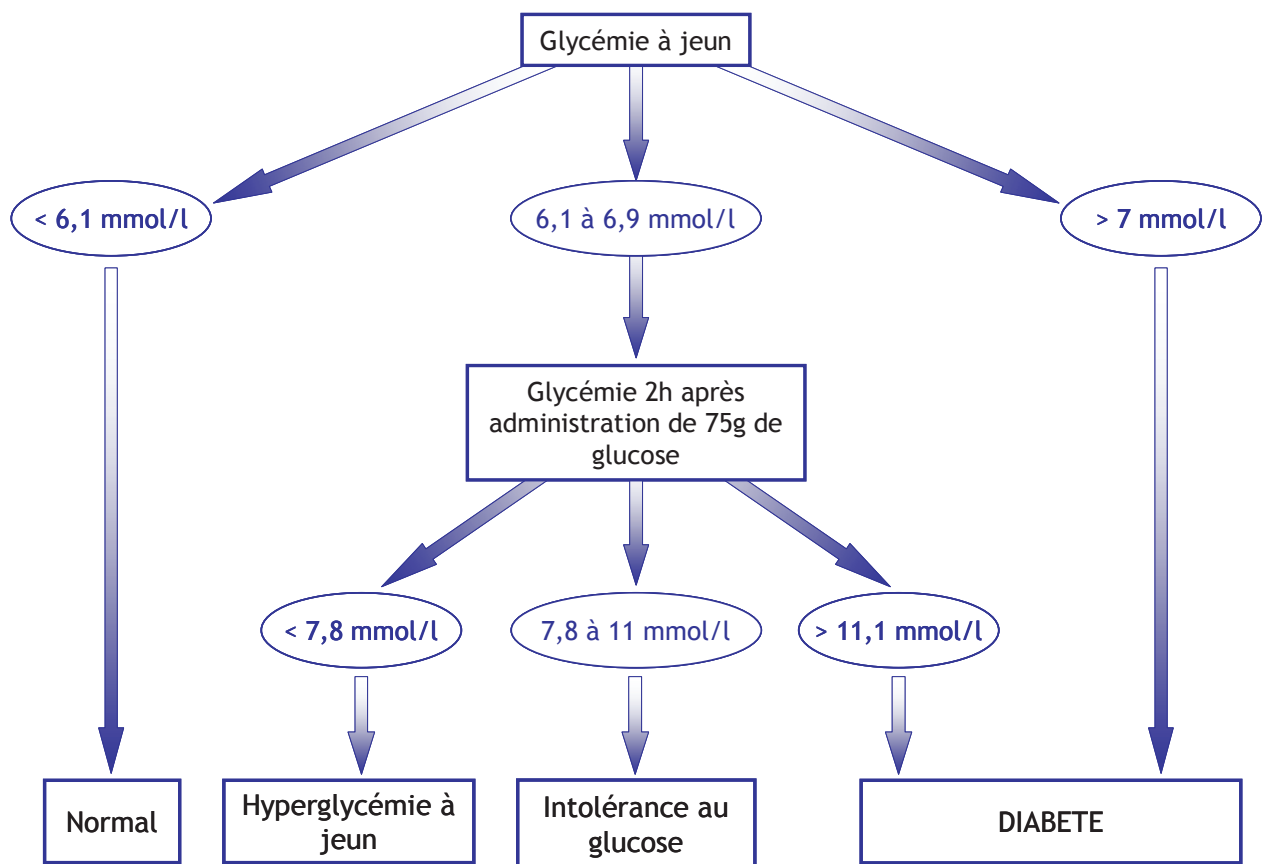 Glycémie à jeun
< 6,1 mmol/l
6,1 à 6,9 mmol/l
> 7 mmol/l
Glycémie 2h après
administration de 75g de
glucose
< 7,8 mmol/l
7,8 à 11 mmol/l
> 11,1 mmol/l
Normal
Hyperglycémie à
jeun
Intolérance au
glucose
DIABETE